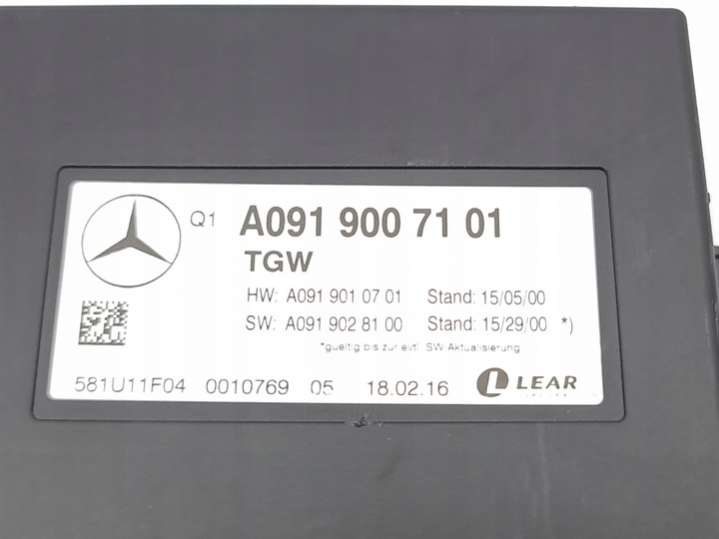 Q1 A091 900 71 01
TGW
HW: A091 901 07 01 Stand: 15/05/00
SW: A091 902 81 00 Stand: 15/29/00 *)
*gueltig bis zur evtl. SW-Aktualisierung
581U11F04 0010769 05 18.02.16 LEAR